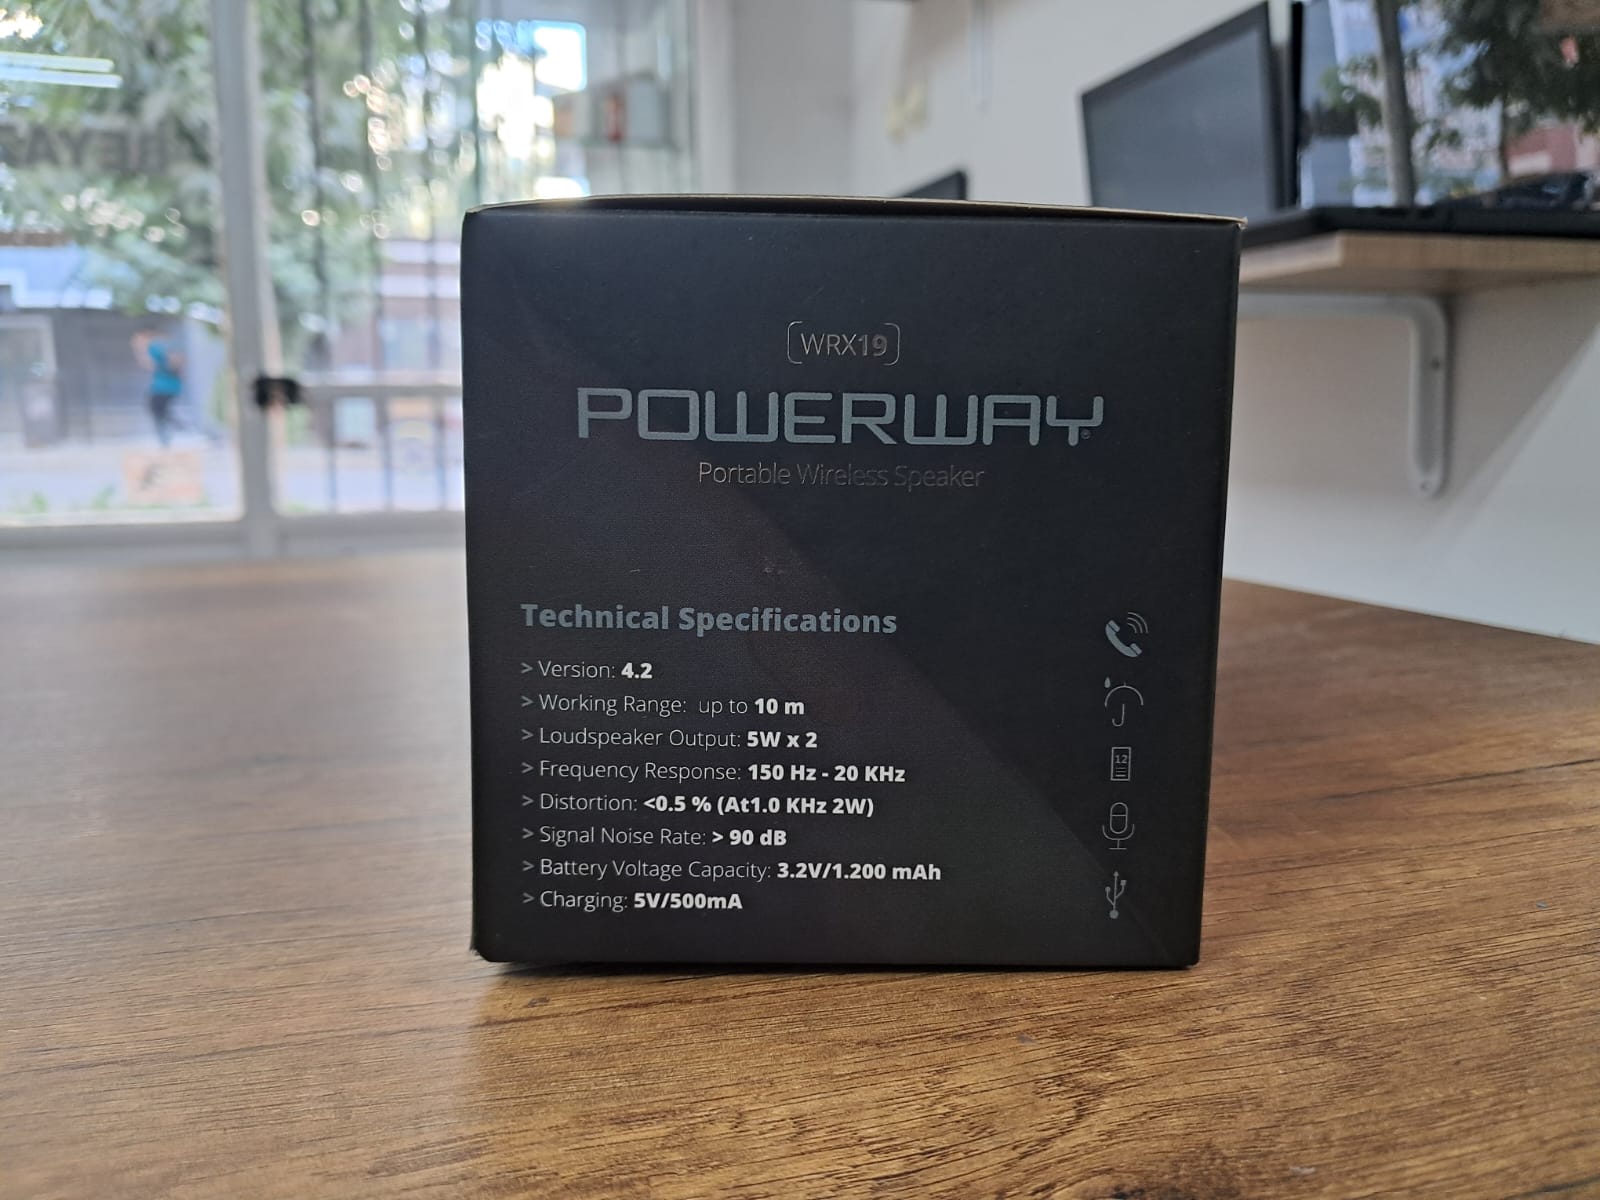 [WRX19]
POWERWAY®
Portable Wireless Speaker
Technical Specifications
> Version: 4.2
> Working Range: up to 10 m
> Loudspeaker Output: 5W x 2
> Frequency Response: 150 Hz - 20 KHz
> Distortion: <0.5 % (At1.0 KHz 2W)
> Signal Noise Rate: > 90 dB
> Battery Voltage Capacity: 3.2V/1.200 mAh
> Charging: 5V/500mA
12